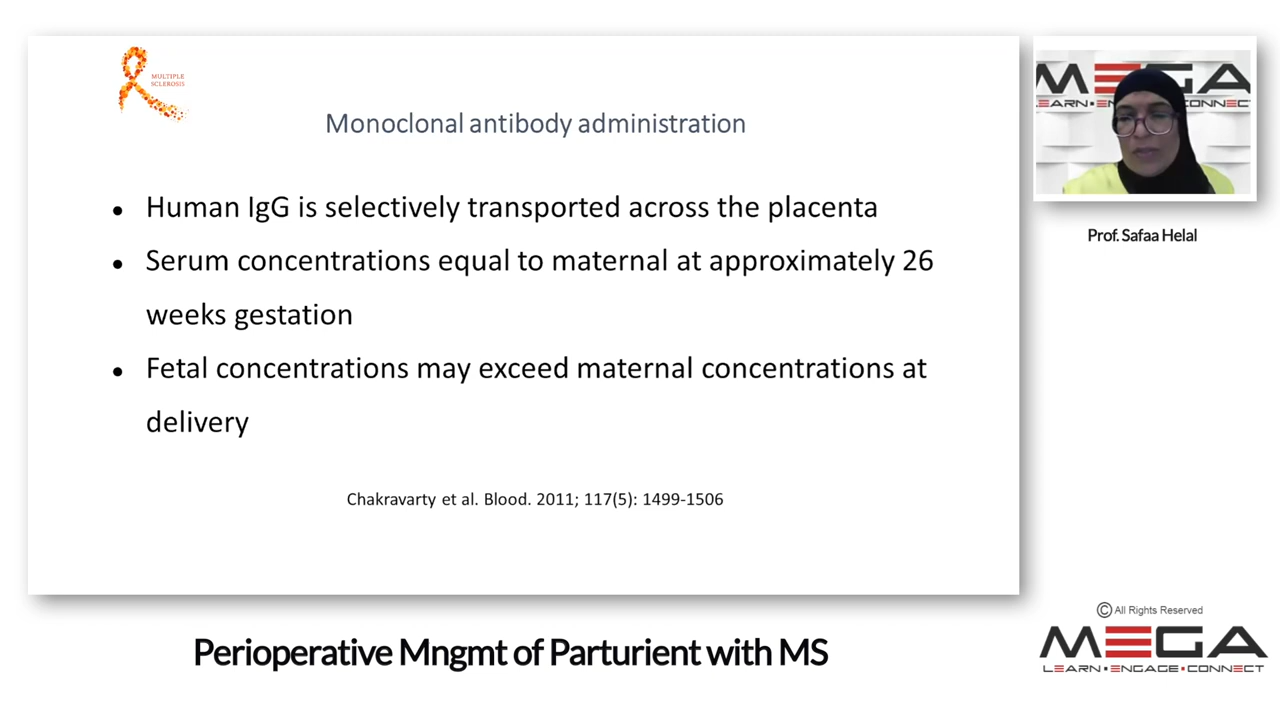 MULTIPLE
SCLEROSIS
Monoclonal antibody administration
● Human IgG is selectively transported across the placenta
● Serum concentrations equal to maternal at approximately 26
weeks gestation
● Fetal concentrations may exceed maternal concentrations at
delivery
Chakravarty et al. Blood. 2011; 117(5): 1499-1506
MEGA
LEARN•EN CONNECT
Prof. Safaa Helal
Perioperative Mngmt of Parturient with MS
© All Rights Reserved
MEGA
LEARN•ENGAGE•CONNECT